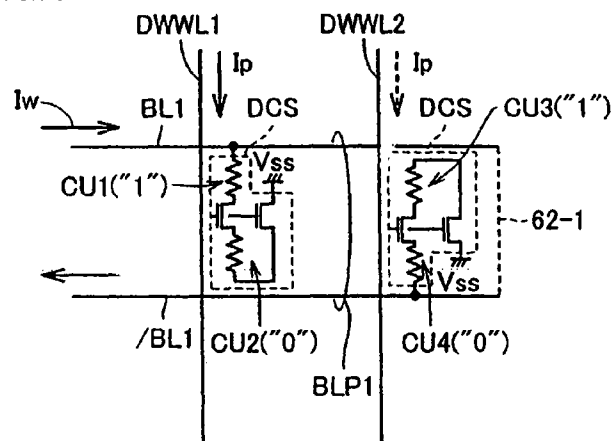 DWWL1
DWWL2
Ip
Ip
Iw
BL1
DCS
DCS
CU3("1")
Vss
CU1("1")
62-1
Vss
/BL1
CU2("0")
CU4("0")
BLP1